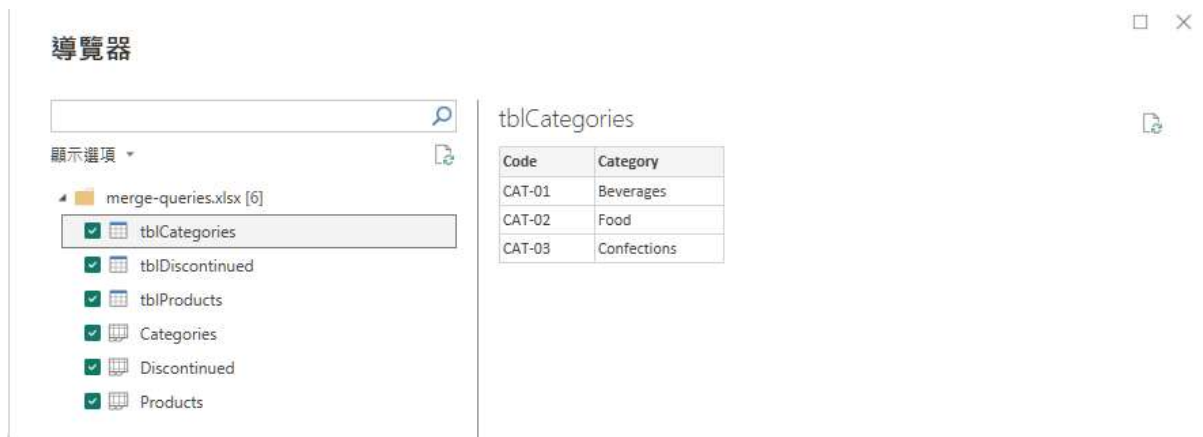 導覽器
顯示選項
merge-queries.xlsx [6]
tblCategories
tblDiscontinued
tblProducts
Categories
Discontinued
Products
tblCategories
Code Category
CAT-01 Beverages
CAT-02 Food
CAT-03 Confections